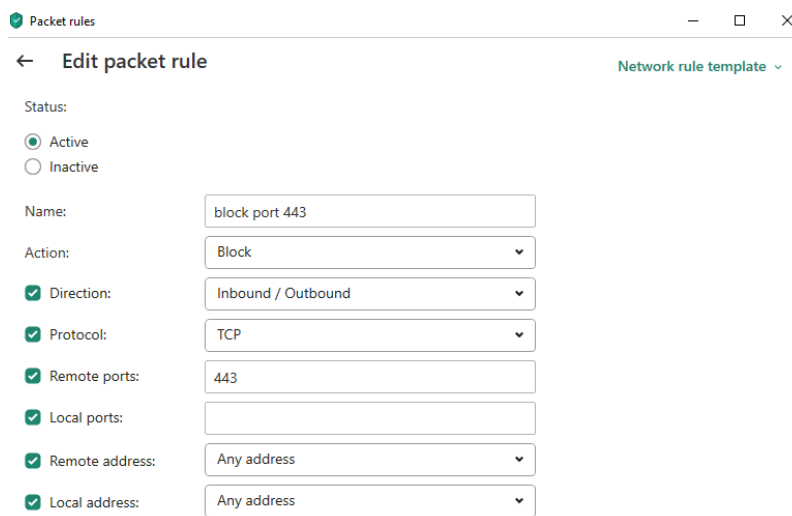 Packet rules
Edit packet rule
Network rule template
Status:
Active
Inactive
Name: block port 443
Action: Block
Direction: Inbound / Outbound
Protocol: TCP
Remote ports: 443
Local ports:
Remote address: Any address
Local address: Any address